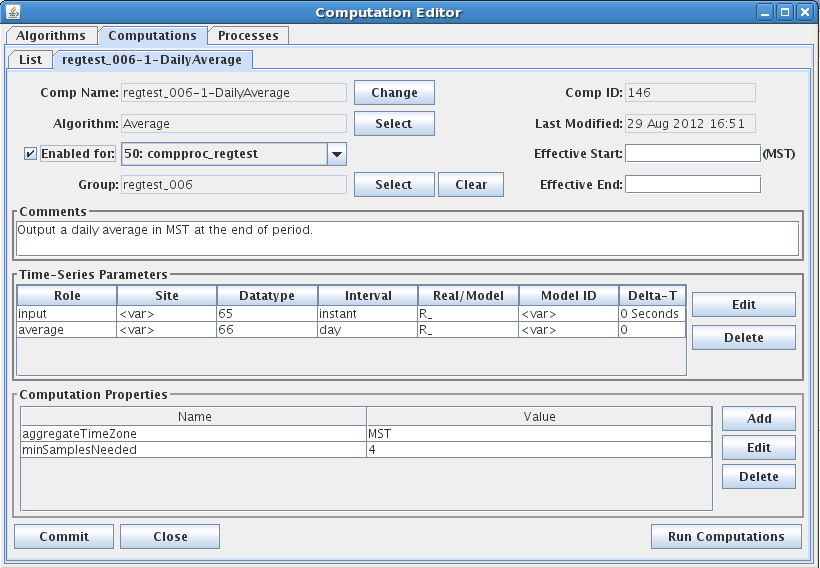 Computation Editor
Algorithms Computations Processes
List regtest_006-1-DailyAverage
Comp Name: regtest_006-1-DailyAverage Change Comp ID: 146
Algorithm: Average Select Last Modified: 29 Aug 2012 16:51
Enabled for: 50: compproc_regtest Effective Start: (MST)
Group: regtest_006 Select Clear Effective End:
Comments
Output a daily average in MST at the end of period.
Time-Series Parameters
Role Site Datatype Interval Real/Model Model ID Delta-T
input <var> 65 instant R_ <var> 0 Seconds
average <var> 66 day R_ <var> 0
Edit
Delete
Computation Properties
Name Value
aggregateTimeZone MST
minSamplesNeeded 4
Add
Edit
Delete
Commit Close Run Computations